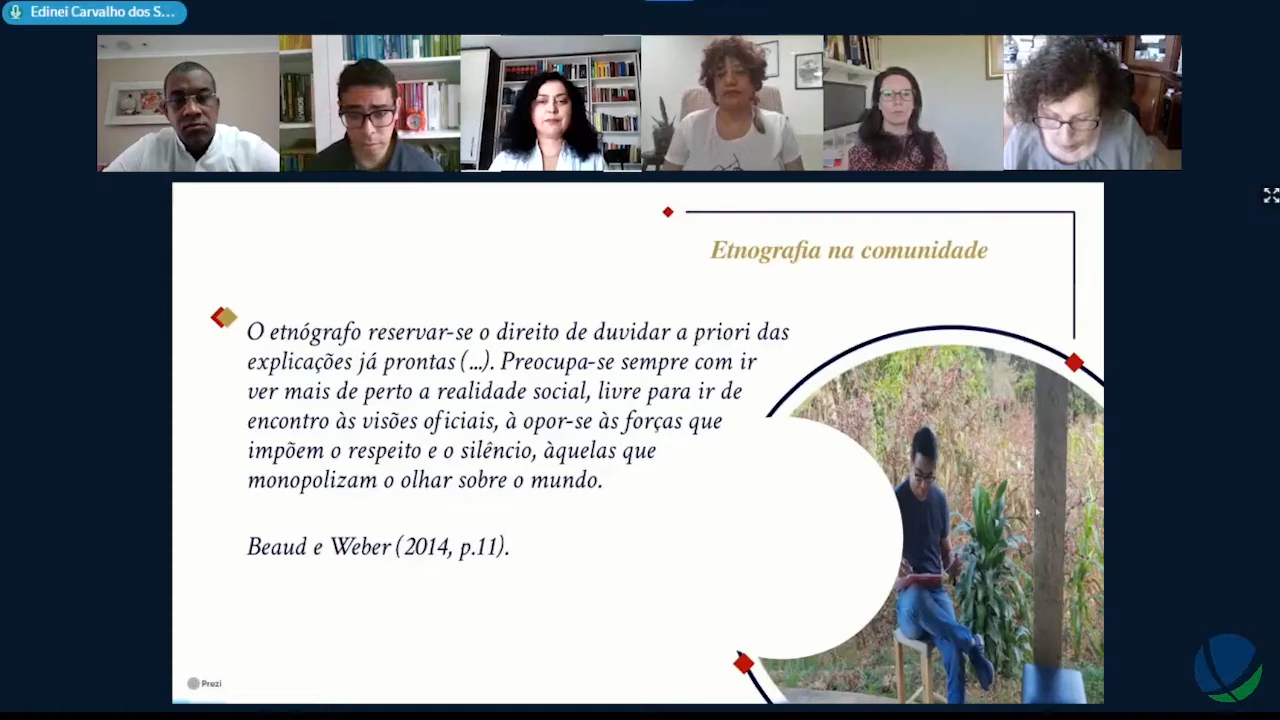 Edinei Carvalho dos S...
Etnografia na comunidade
O etnógrafo reservar-se o direito de duvidar a priori das
explicações já prontas (...). Preocupa-se sempre com ir
ver mais de perto a realidade social, livre para ir de
encontro às visões oficiais, à opor-se às forças que
impõem o respeito e o silêncio, àquelas que
monopolizam o olhar sobre o mundo.
Beaud e Weber (2014, p.11).
Prezi